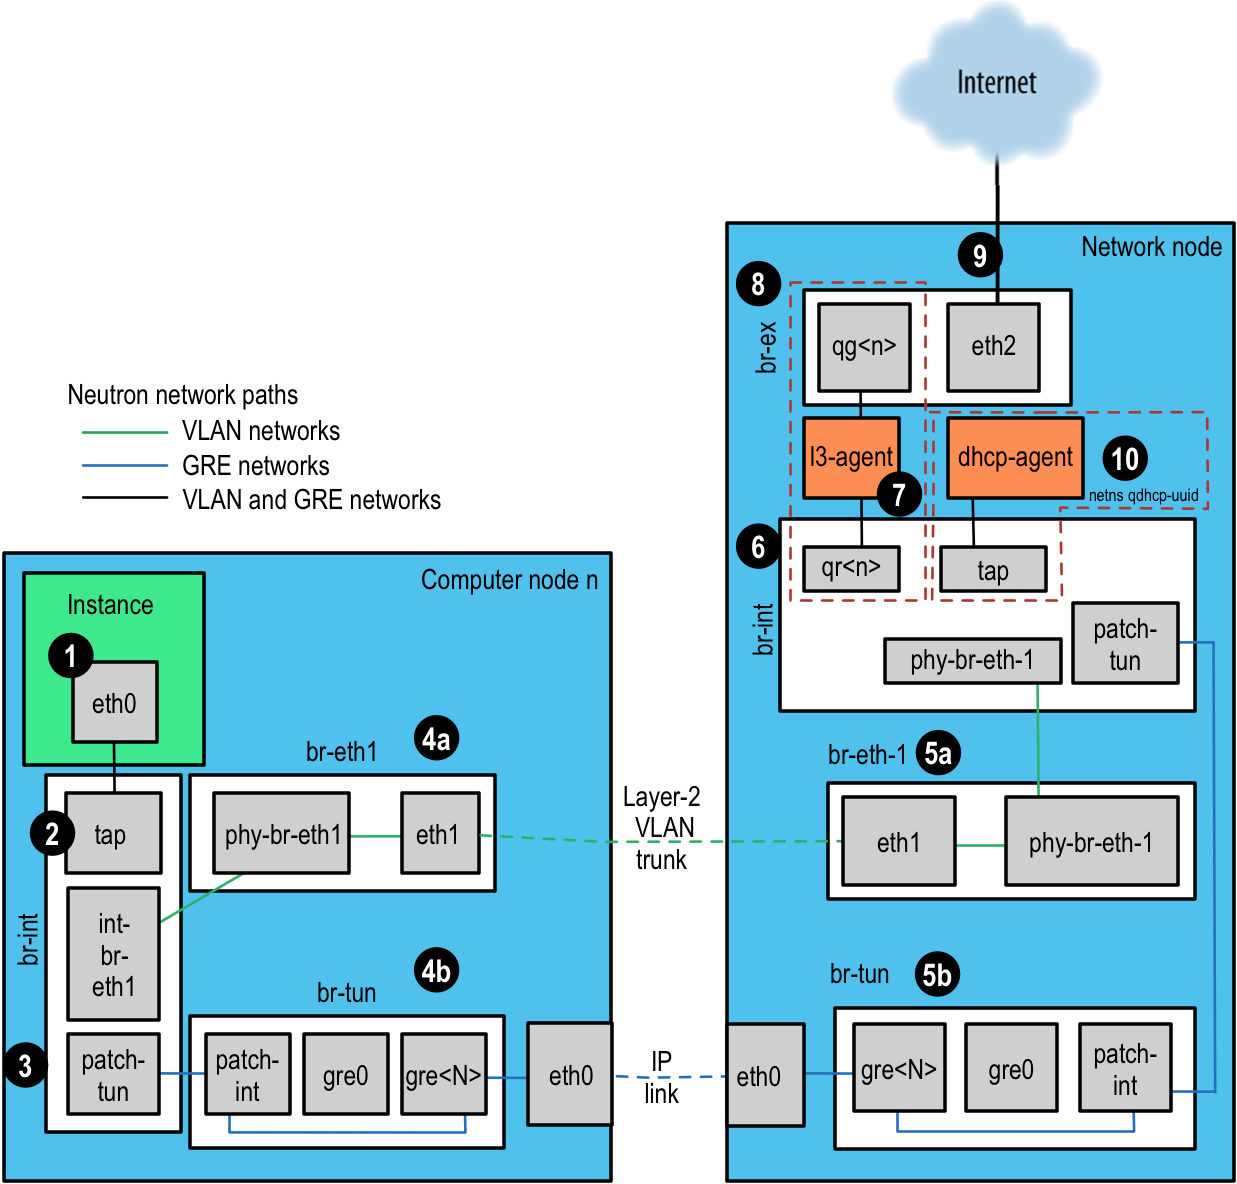 Internet
Network node
9
8
br-ex
qg<n>
eth2
Neutron network paths
VLAN networks
GRE networks
VLAN and GRE networks
l3-agent
7
dhcp-agent
10
netns qdhcp-uuid
6
br-int
qr<n>
tap
phy-br-eth-1
patch-
tun
Computer node n
Instance
1
eth0
br-eth1
4a
2
tap
phy-br-eth1
eth1
Layer-2
VLAN
trunk
br-eth-1
5a
eth1
phy-br-eth-1
br-int
int-
br-
eth1
br-tun
4b
3
patch-
tun
patch-
int
gre0
gre<N>
eth0
IP
link
br-tun
5b
eth0
gre<N>
gre0
patch-
int